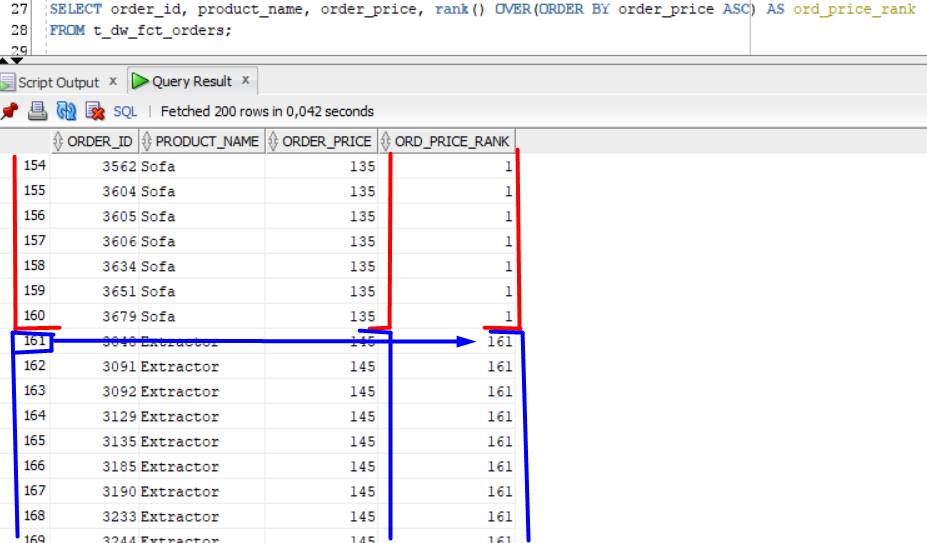 27 SELECT order_id, product_name, order_price, rank() OVER(ORDER BY order_price ASC) AS ord_price_rank
28 FROM t_dw_fct_orders;
29
Script Output x Query Result x
SQL | Fetched 200 rows in 0,042 seconds
ORDER_ID PRODUCT_NAME ORDER_PRICE ORD_PRICE_RANK
154 3562 Sofa 135 1
155 3604 Sofa 135 1
156 3605 Sofa 135 1
157 3606 Sofa 135 1
158 3634 Sofa 135 1
159 3651 Sofa 135 1
160 3679 Sofa 135 1
161 Extractor 145 161
162 3091 Extractor 145 161
163 3092 Extractor 145 161
164 3129 Extractor 145 161
165 3135 Extractor 145 161
166 3185 Extractor 145 161
167 3190 Extractor 145 161
168 3233 Extractor 145 161
169 3244 Extractor 145 161